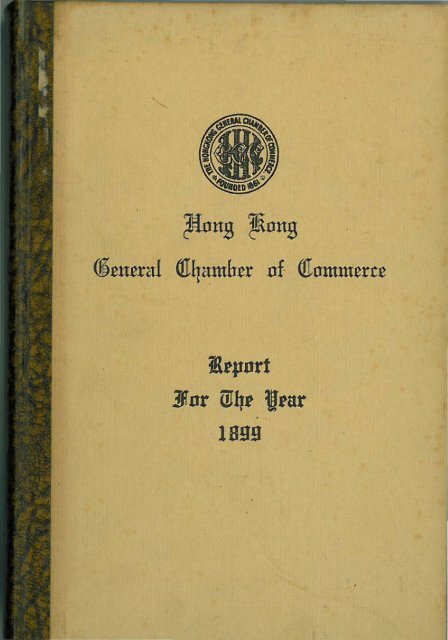 THE HONGKONG GENERAL CHAMBER OF COMMERCE
FOUNDED 1861
Hong Kong
General Chamber of Commerce
Report
For The Year
1899